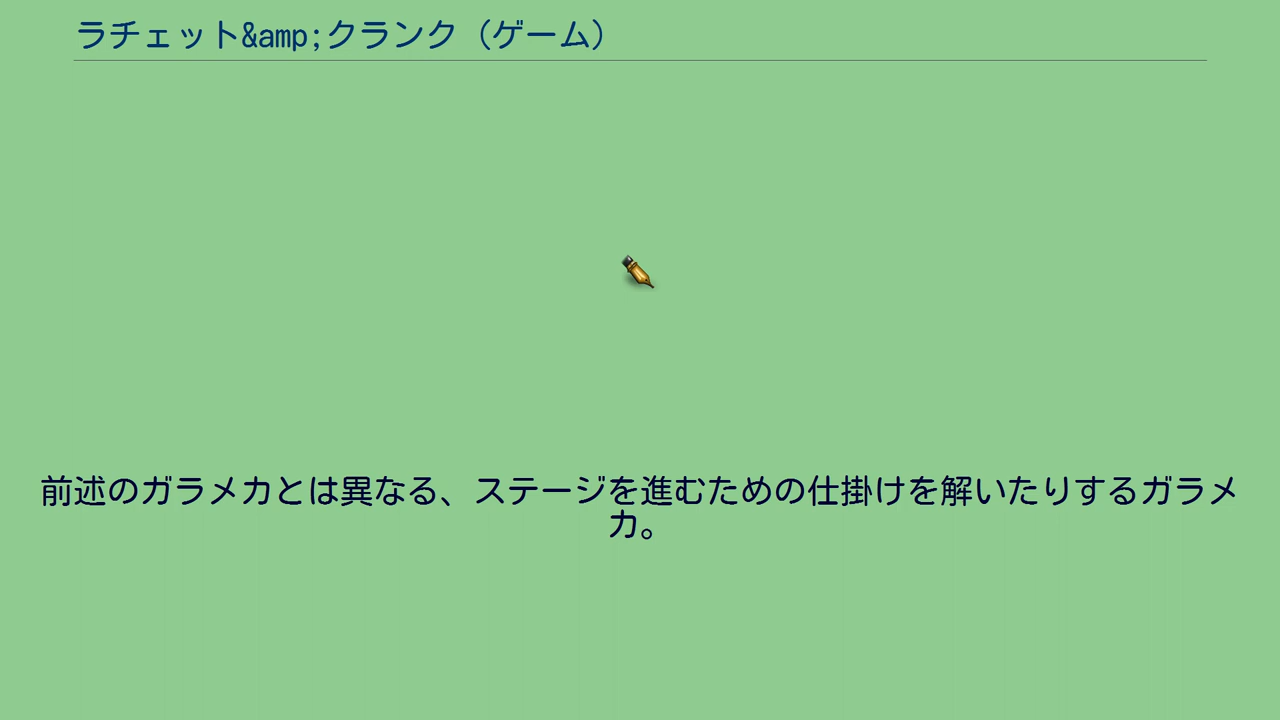 ラチェット&amp;クランク（ゲーム）
前述のガラメカとは異なる、ステージを進むための仕掛けを解いたりするガラメ
カ。